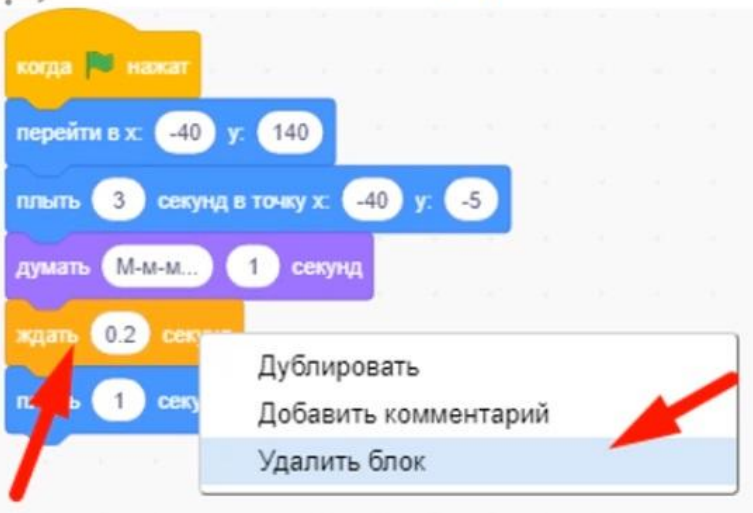 когда нажат
перейти в x: -40 y: 140
плыть 3 секунд в точку x: -40 y: -5
думать М-м-м... 1 секунд
ждать 0.2
1
Дублировать
Добавить комментарий
Удалить блок